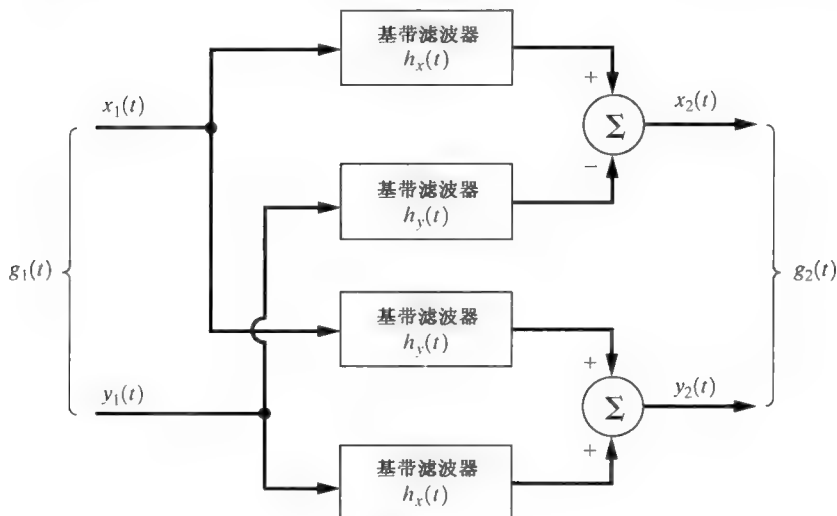 基带滤波器
h_x(t)
x_1(t)
+
Σ
x_2(t)
−
基带滤波器
h_y(t)
g_1(t)
g_2(t)
基带滤波器
h_y(t)
+
y_1(t)
Σ
y_2(t)
+
基带滤波器
h_x(t)